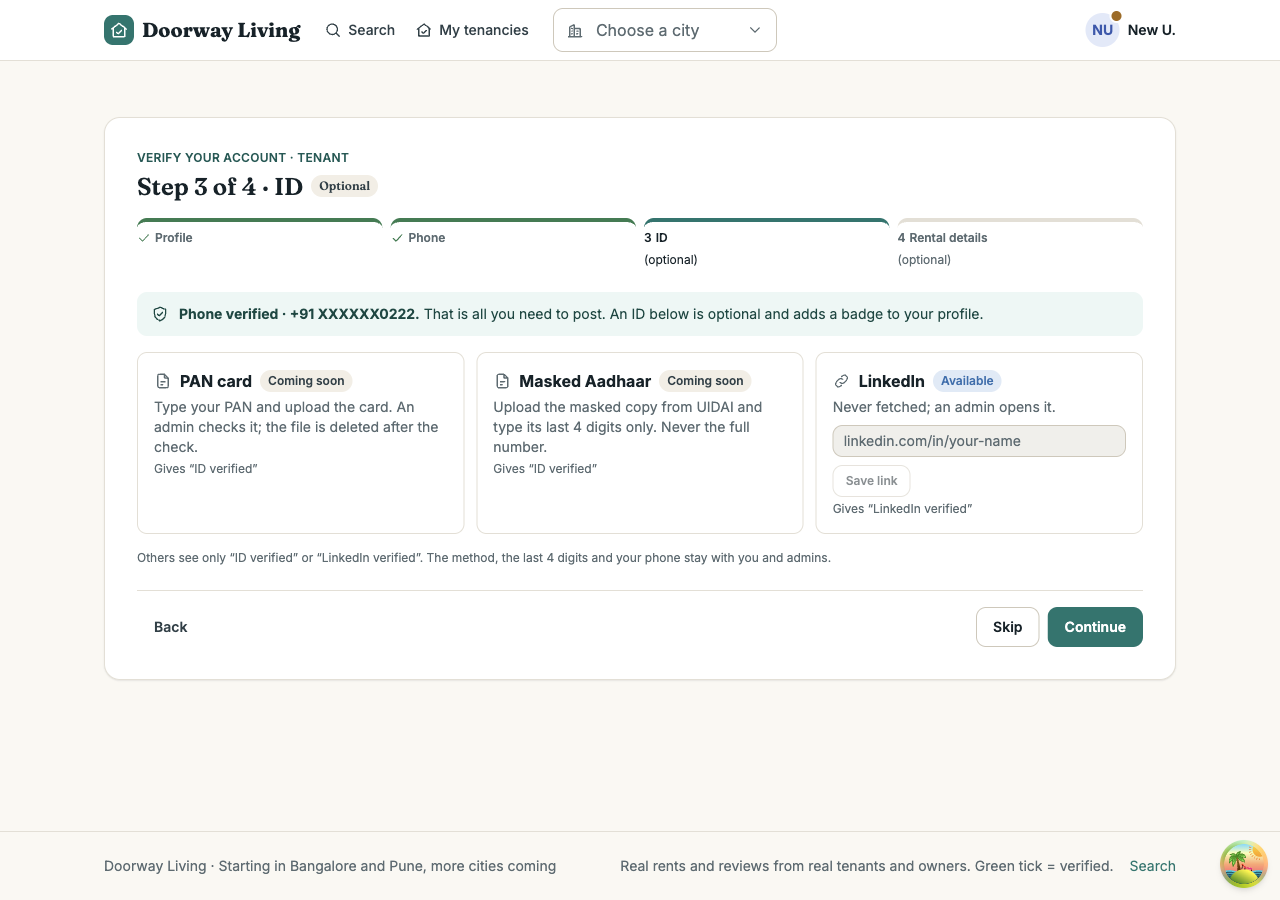 Doorway Living
Search
My tenancies
Choose a city
NU
New U.
VERIFY YOUR ACCOUNT · TENANT
Step 3 of 4 · ID
Optional
Profile
Phone
3 ID
(optional)
4 Rental details
(optional)
Phone verified · +91 XXXXXX0222. That is all you need to post. An ID below is optional and adds a badge to your profile.
PAN card
Coming soon
Type your PAN and upload the card. An
admin checks it; the file is deleted after the
check.
Gives “ID verified”
Masked Aadhaar
Coming soon
Upload the masked copy from UIDAI and
type its last 4 digits only. Never the full
number.
Gives “ID verified”
LinkedIn
Available
Never fetched; an admin opens it.
linkedin.com/in/your-name
Save link
Gives “LinkedIn verified”
Others see only “ID verified” or “LinkedIn verified”. The method, the last 4 digits and your phone stay with you and admins.
Back
Skip
Continue
Doorway Living · Starting in Bangalore and Pune, more cities coming
Real rents and reviews from real tenants and owners. Green tick = verified.
Search